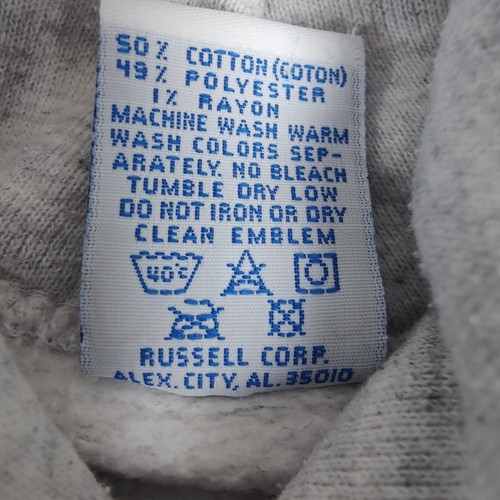 50% COTTON (COTON)
49% POLYESTER
1% RAYON
MACHINE WASH WARM
WASH COLORS SEP-
ARATELY. NO BLEACH
TUMBLE DRY LOW
DO NOT IRON OR DRY
CLEAN EMBLEM
40°C
RUSSELL CORP.
ALEX. CITY, AL. 35010